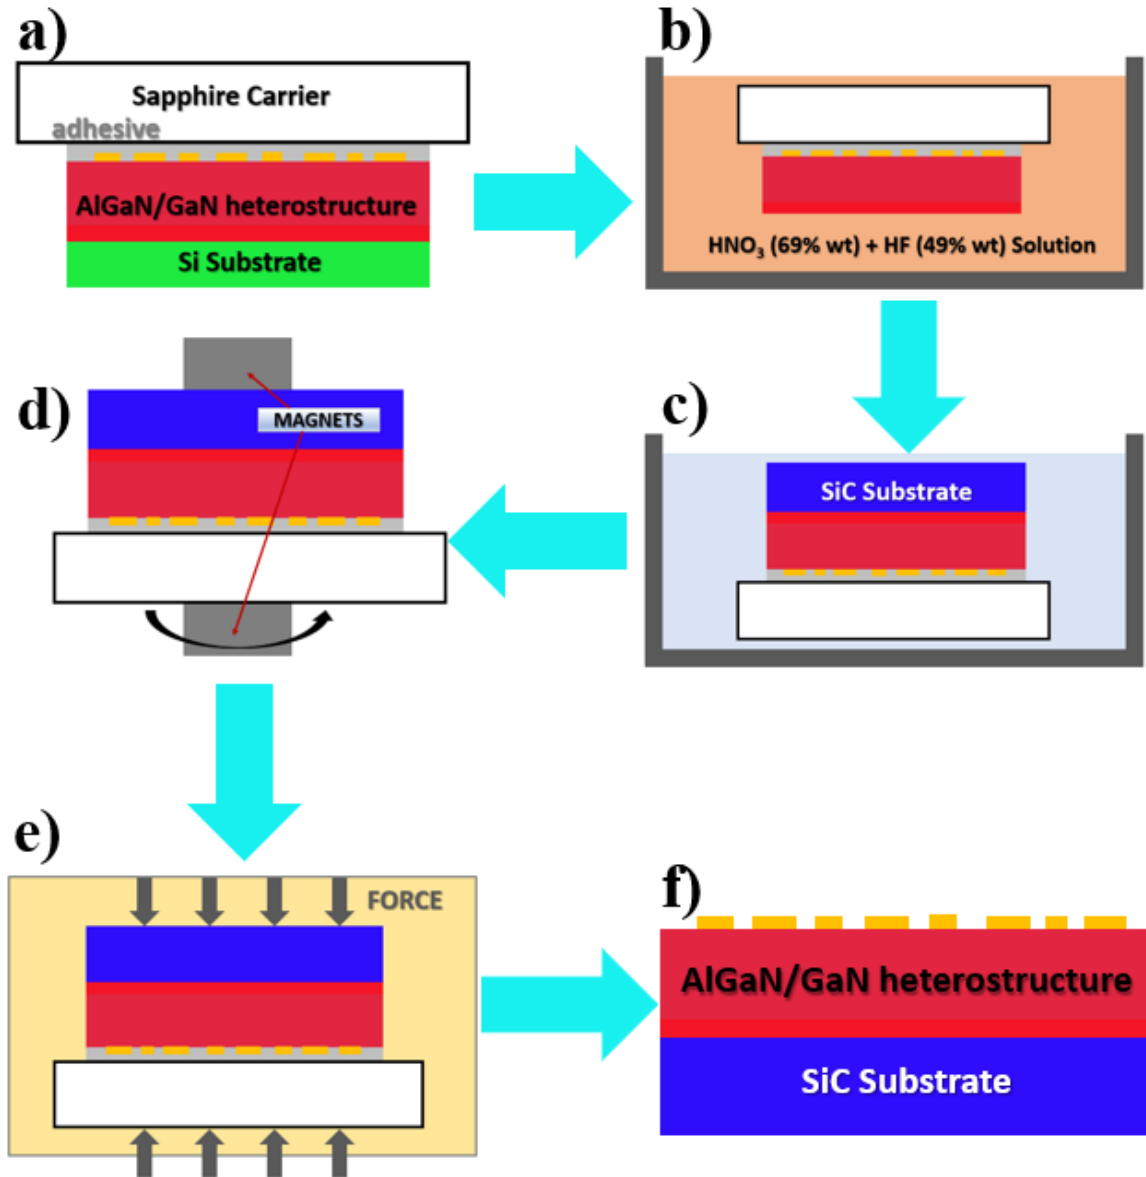 a)
Sapphire Carrier
adhesive
AlGaN/GaN heterostructure
Si Substrate
b)
HNO₃ (69% wt) + HF (49% wt) Solution
c)
SiC Substrate
d)
MAGNETS
e)
FORCE
f)
AlGaN/GaN heterostructure
SiC Substrate